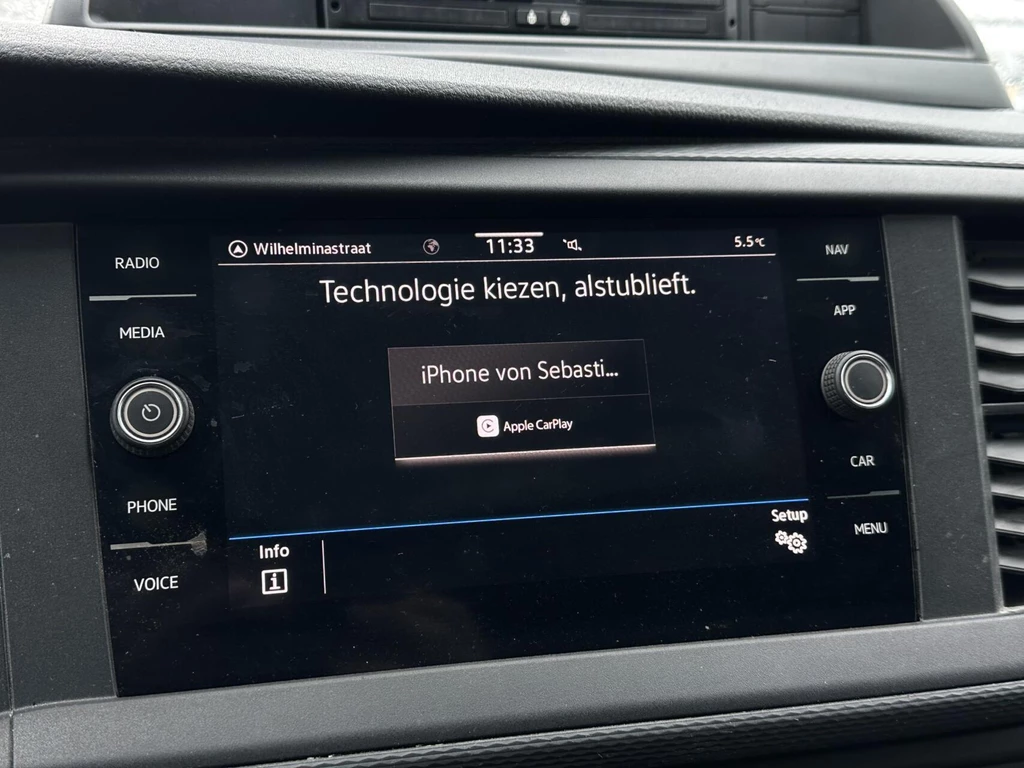 Wilhelminastraat 11:33 5.5°C
Technologie kiezen, alstublieft.
iPhone von Sebasti...
Apple CarPlay
Info
Setup
RADIO
MEDIA
PHONE
VOICE
NAV
APP
CAR
MENU